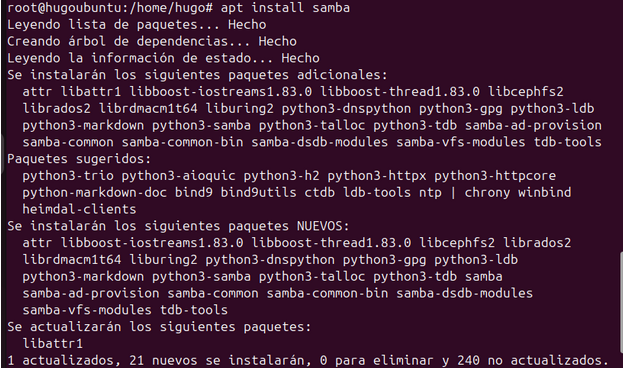 root@hugoubuntu:/home/hugo# apt install samba
Leyendo lista de paquetes... Hecho
Creando árbol de dependencias... Hecho
Leyendo la información de estado... Hecho
Se instalarán los siguientes paquetes adicionales:
  attr libattr1 libboost-iostreams1.83.0 libboost-thread1.83.0 libcephfs2
  librados2 librdmacm1t64 liburing2 python3-dnspython python3-gpg python3-ldb
  python3-markdown python3-samba python3-talloc python3-tdb samba-ad-provision
  samba-common samba-common-bin samba-dsdb-modules samba-vfs-modules tdb-tools
Paquetes sugeridos:
  python3-trio python3-aioquic python3-h2 python3-httpx python3-httpcore
  python-markdown-doc bind9 bind9utils ctdb ldb-tools ntp | chrony winbind
  heimdal-clients
Se instalarán los siguientes paquetes NUEVOS:
  attr libboost-iostreams1.83.0 libboost-thread1.83.0 libcephfs2 librados2
  librdmacm1t64 liburing2 python3-dnspython python3-gpg python3-ldb
  python3-markdown python3-samba python3-talloc python3-tdb samba
  samba-ad-provision samba-common samba-common-bin samba-dsdb-modules
  samba-vfs-modules tdb-tools
Se actualizarán los siguientes paquetes:
  libattr1
1 actualizados, 21 nuevos se instalarán, 0 para eliminar y 240 no actualizados.